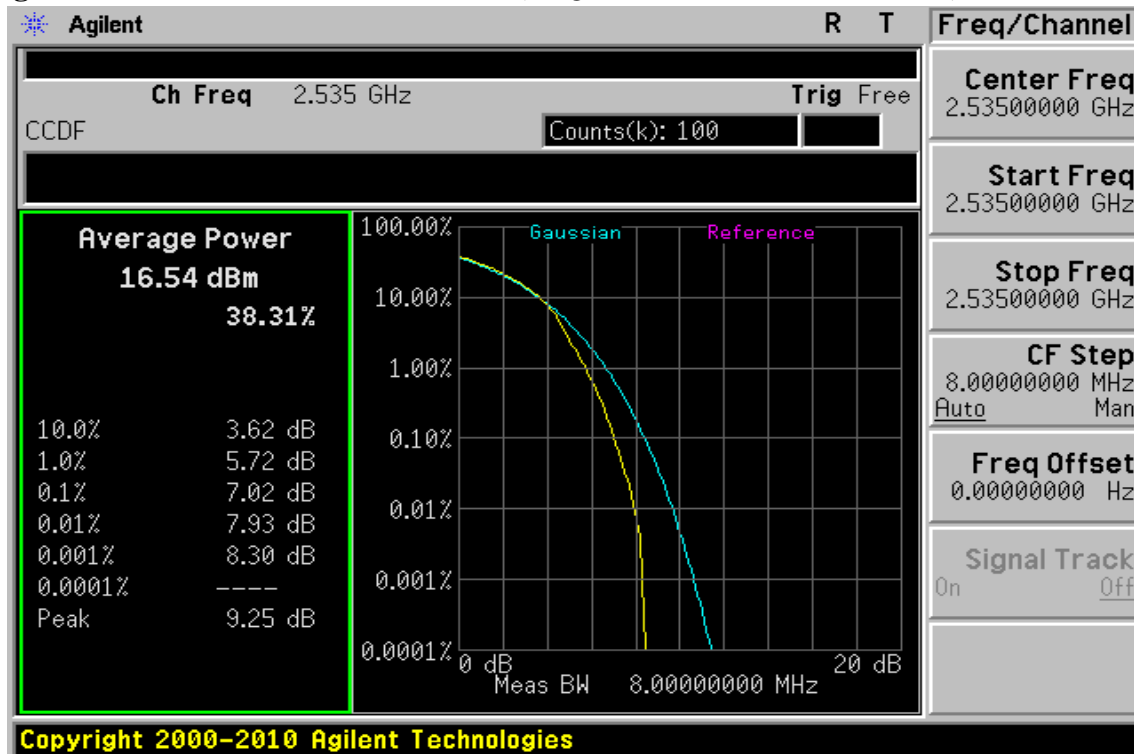 Agilent R T
Freq/Channel
Ch Freq 2.535 GHz Trig Free
CCDF Counts(k): 100
Average Power
16.54 dBm
38.31%
10.0% 3.62 dB
1.0% 5.72 dB
0.1% 7.02 dB
0.01% 7.93 dB
0.001% 8.30 dB
0.0001% ----
Peak 9.25 dB
100.00%
10.00%
1.00%
0.10%
0.01%
0.001%
0.0001%
Gaussian Reference
0 dB 20 dB
Meas BW 8.00000000 MHz
Center Freq
2.53500000 GHz
Start Freq
2.53500000 GHz
Stop Freq
2.53500000 GHz
CF Step
8.00000000 MHz
Auto Man
Freq Offset
0.00000000 Hz
Signal Track
On Off
Copyright 2000-2010 Agilent Technologies